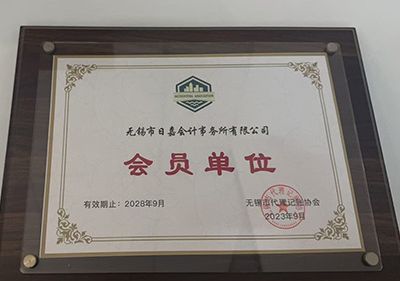 无锡市日嘉会计事务所有限公司
会员单位
有效期止：2028年9月
无锡市代理记账协会
2023年9月